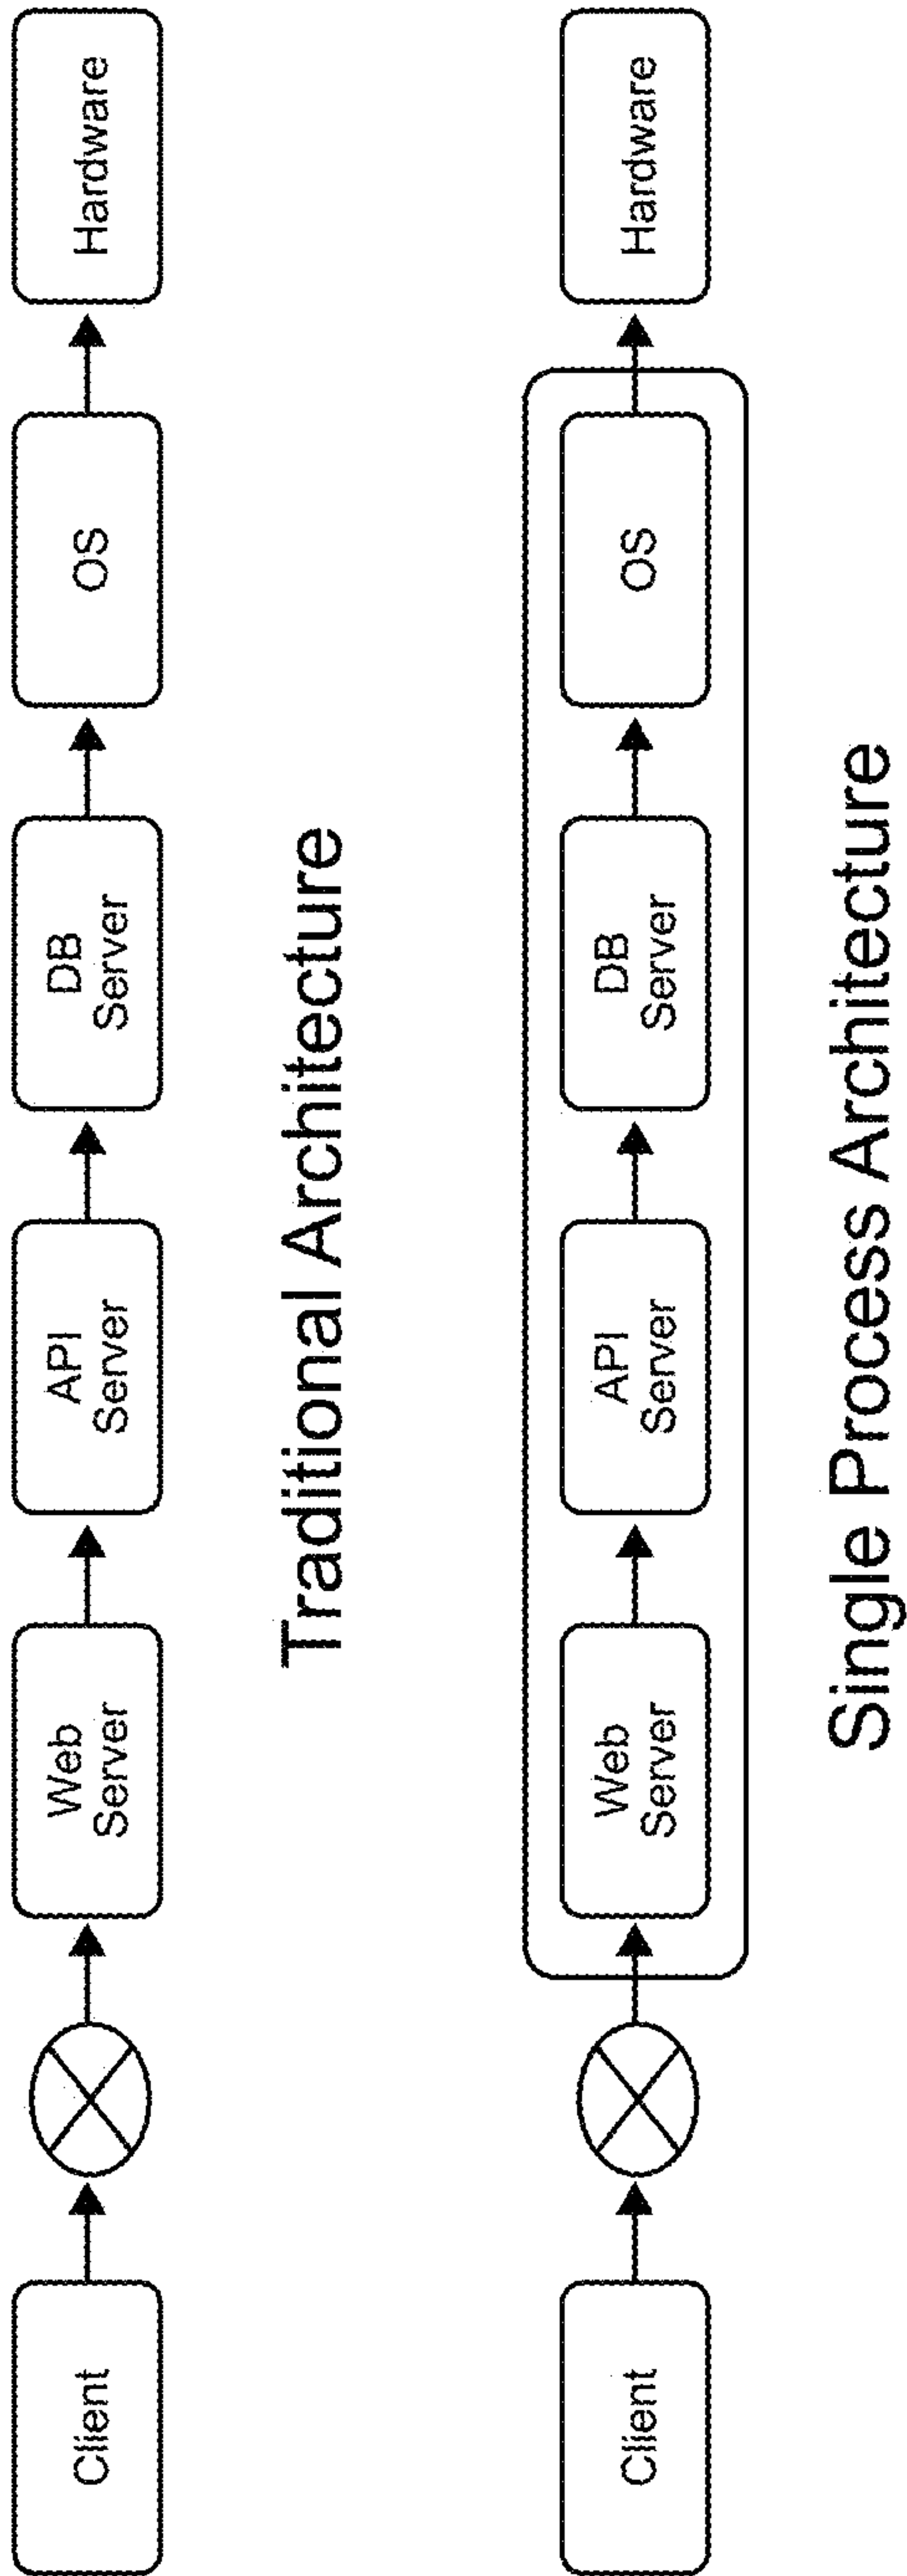 Client
Web
Server
API
Server
DB
Server
OS
Hardware
Traditional Architecture
Client
Web
Server
API
Server
DB
Server
OS
Hardware
Single Process Architecture